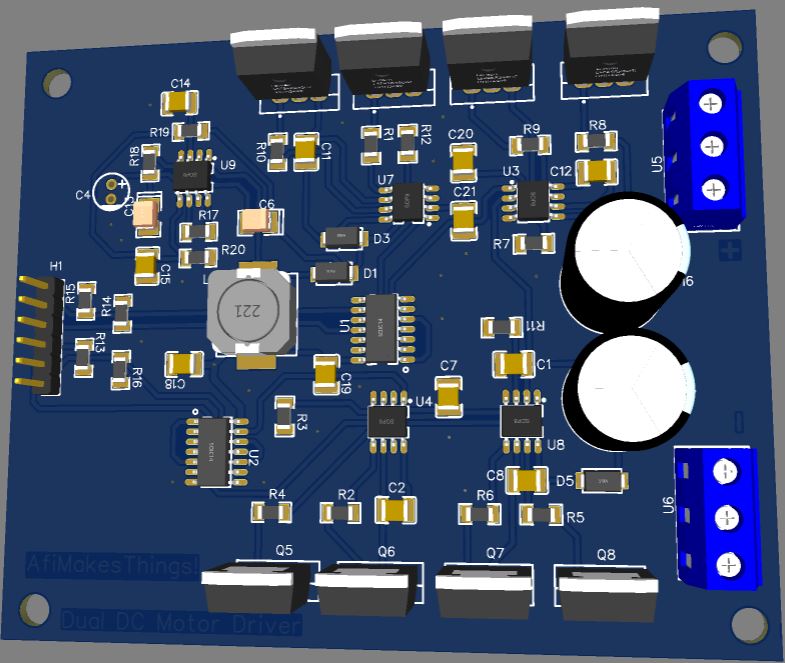 C14
R19
R18
U9
C4
+
R10
C11
R1
R12
C20
R9
R8
U7
U3
C12
C21
U5
C6
R17
R20
C15
D3
D1
R7
+
H1
R15
R14
R13
R16
L
221
U1
R11
C1
C18
C19
C7
R3
U4
U8
U2
C8
D5
U6
-
R4
R2
C2
R6
R5
Q5
Q6
Q7
Q8
AfiMakesThings!
Dual DC Motor Driver